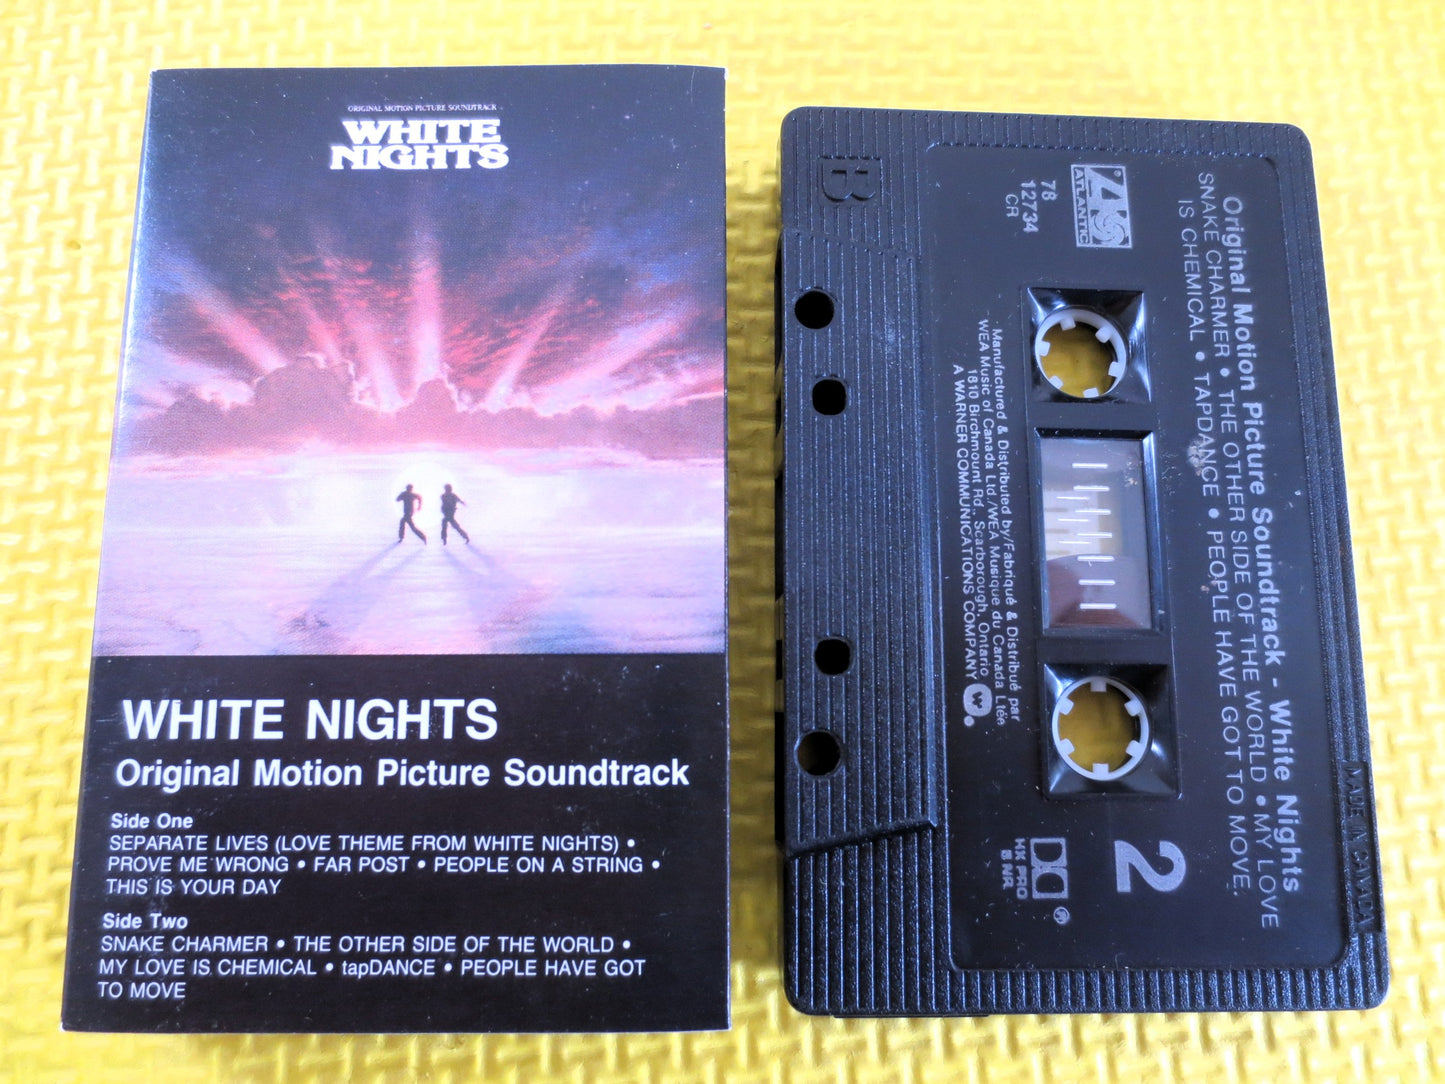 ORIGINAL MOTION PICTURE SOUNDTRACK
WHITE
NIGHTS
WHITE NIGHTS
Original Motion Picture Soundtrack
Side One
SEPARATE LIVES (LOVE THEME FROM WHITE NIGHTS) •
PROVE ME WRONG • FAR POST • PEOPLE ON A STRING •
THIS IS YOUR DAY
Side Two
SNAKE CHARMER • THE OTHER SIDE OF THE WORLD •
MY LOVE IS CHEMICAL • tapDANCE • PEOPLE HAVE GOT
TO MOVE
B
ATLANTIC
®
78
12734
CR
Original Motion Picture Soundtrack - White Nights
SNAKE CHARMER • THE OTHER SIDE OF THE WORLD • MY LOVE
IS CHEMICAL • TAPDANCE • PEOPLE HAVE GOT TO MOVE.
Manufactured & Distributed by/Fabriqué & Distribué par
WEA Music of Canada Ltd./WEA Musique du Canada Ltée
1810 Birchmount Rd., Scarborough, Ontario
A WARNER COMMUNICATIONS COMPANY
2
®
HX PRO
B NR
MADE IN CANADA